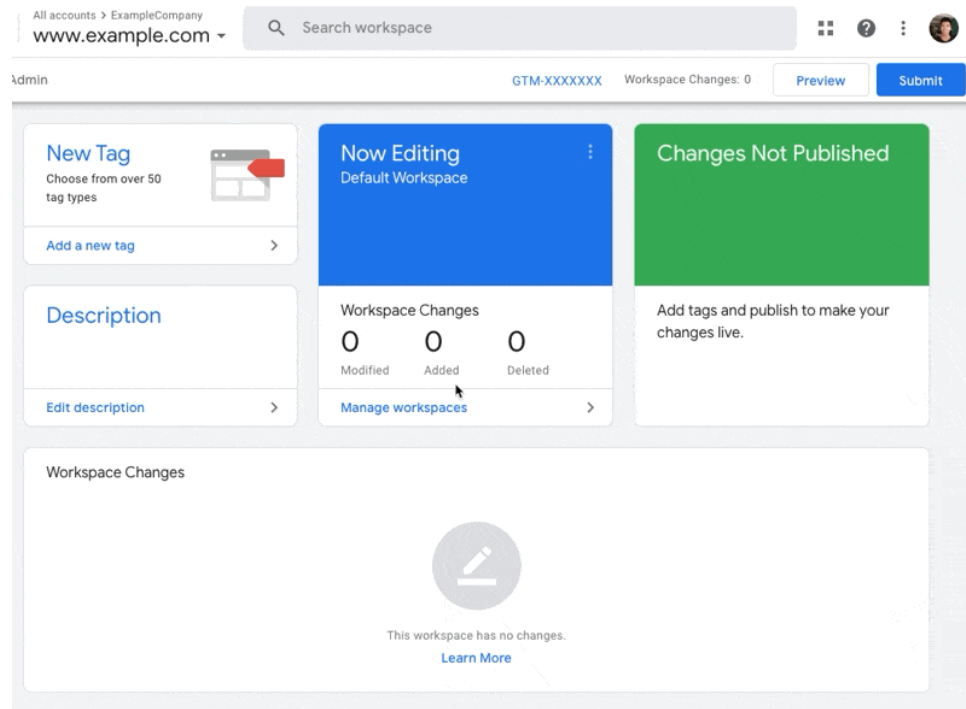 All accounts > ExampleCompany
www.example.com
Search workspace
Admin
GTM-XXXXXXX
Workspace Changes: 0
Preview
Submit
New Tag
Choose from over 50
tag types
Add a new tag
Now Editing
Default Workspace
Changes Not Published
Description
Edit description
Workspace Changes
0 0 0
Modified Added Deleted
Manage workspaces
Add tags and publish to make your
changes live.
Workspace Changes
This workspace has no changes.
Learn More